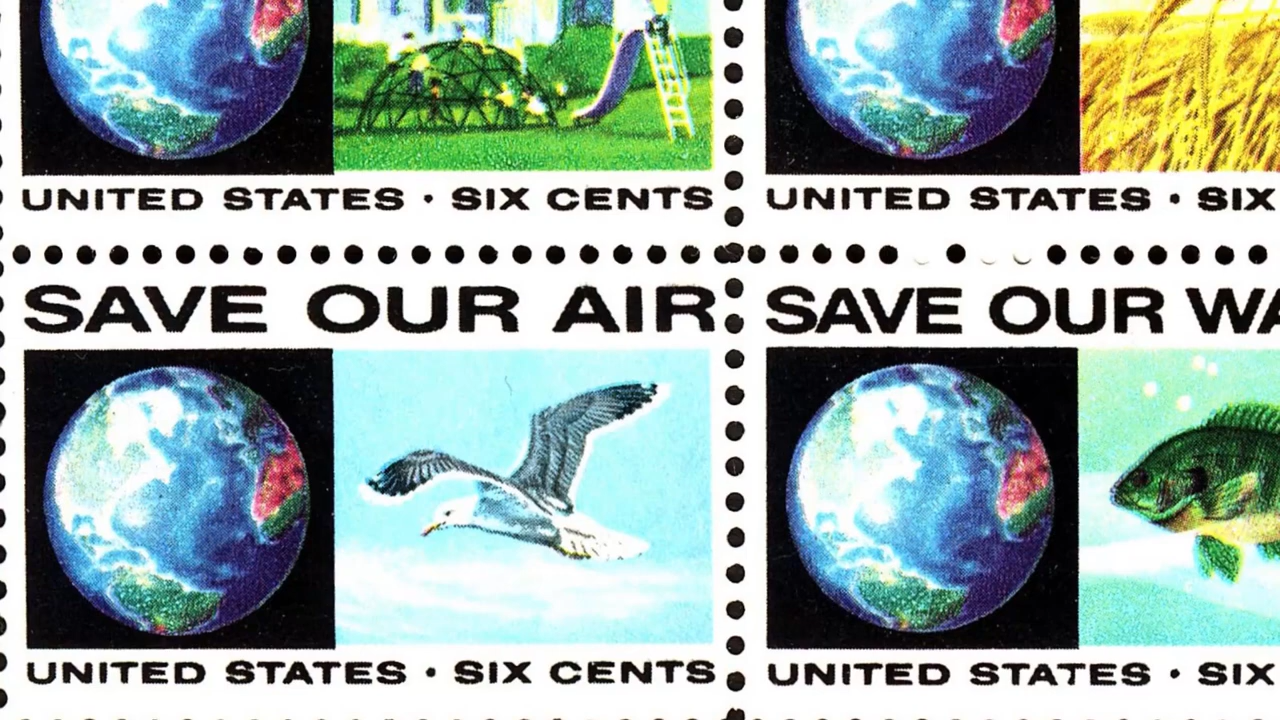 UNITED STATES · SIX CENTS
UNITED STATES · SIX
SAVE OUR AIR
SAVE OUR
UNITED STATES · SIX CENTS
UNITED STATES · SIX